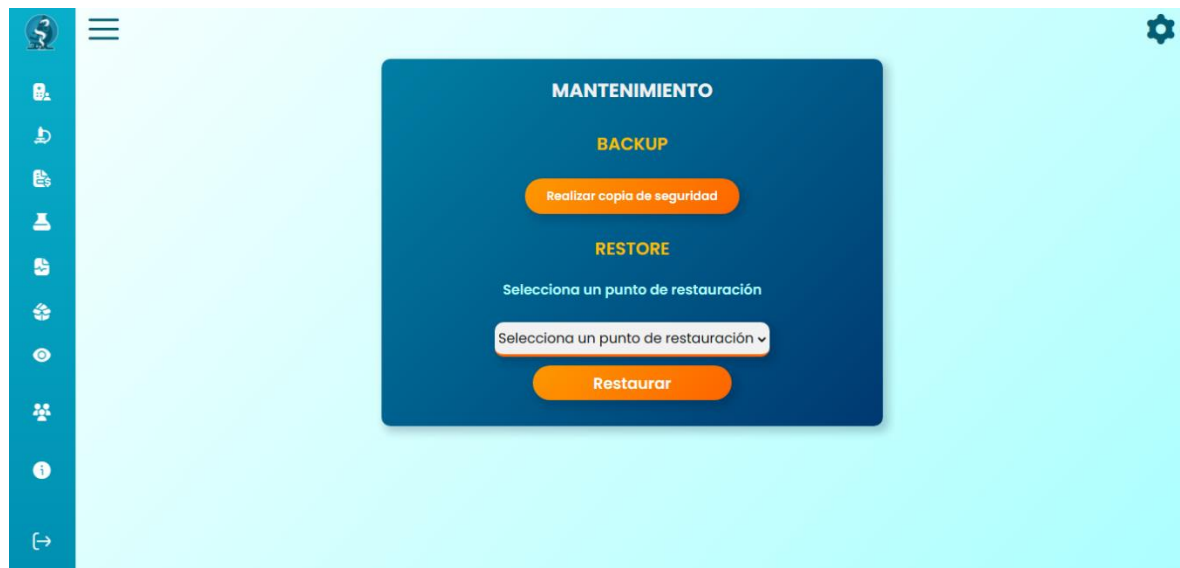 MANTENIMIENTO
BACKUP
Realizar copia de seguridad
RESTORE
Selecciona un punto de restauración
Selecciona un punto de restauración
Restaurar